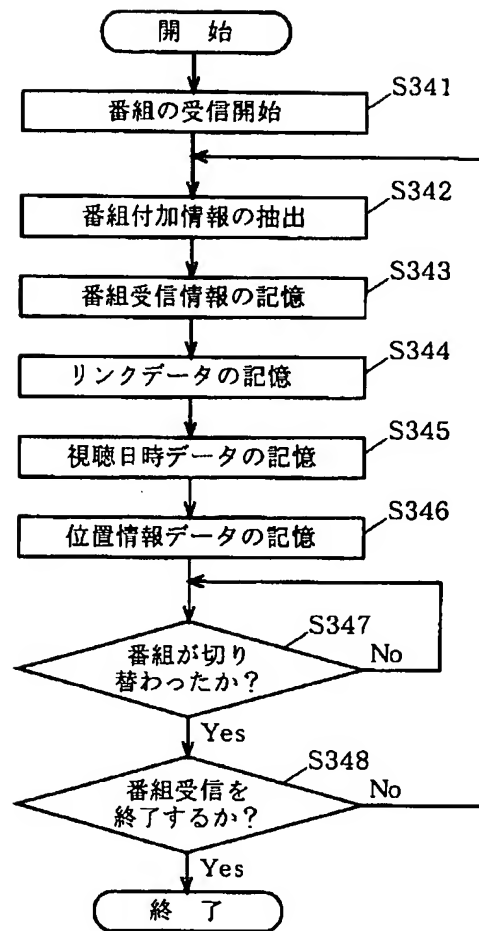 開 始
S341
番組の受信開始
S342
番組付加情報の抽出
S343
番組受信情報の記憶
S344
リンクデータの記憶
S345
視聴日時データの記憶
S346
位置情報データの記憶
S347
番組が切り
替わったか?
No
Yes
S348
番組受信を
終了するか?
No
Yes
終 了